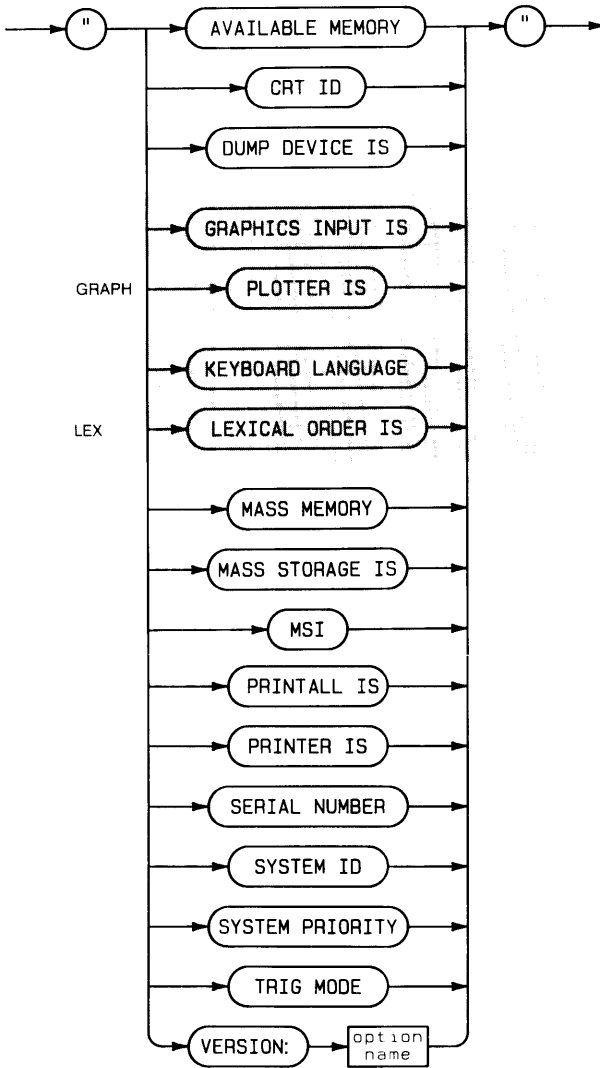 " AVAILABLE MEMORY "
CRT ID
DUMP DEVICE IS
GRAPHICS INPUT IS
GRAPH PLOTTER IS
KEYBOARD LANGUAGE
LEX LEXICAL ORDER IS
MASS MEMORY
MASS STORAGE IS
MSI
PRINTALL IS
PRINTER IS
SERIAL NUMBER
SYSTEM ID
SYSTEM PRIORITY
TRIG MODE
VERSION: option
name